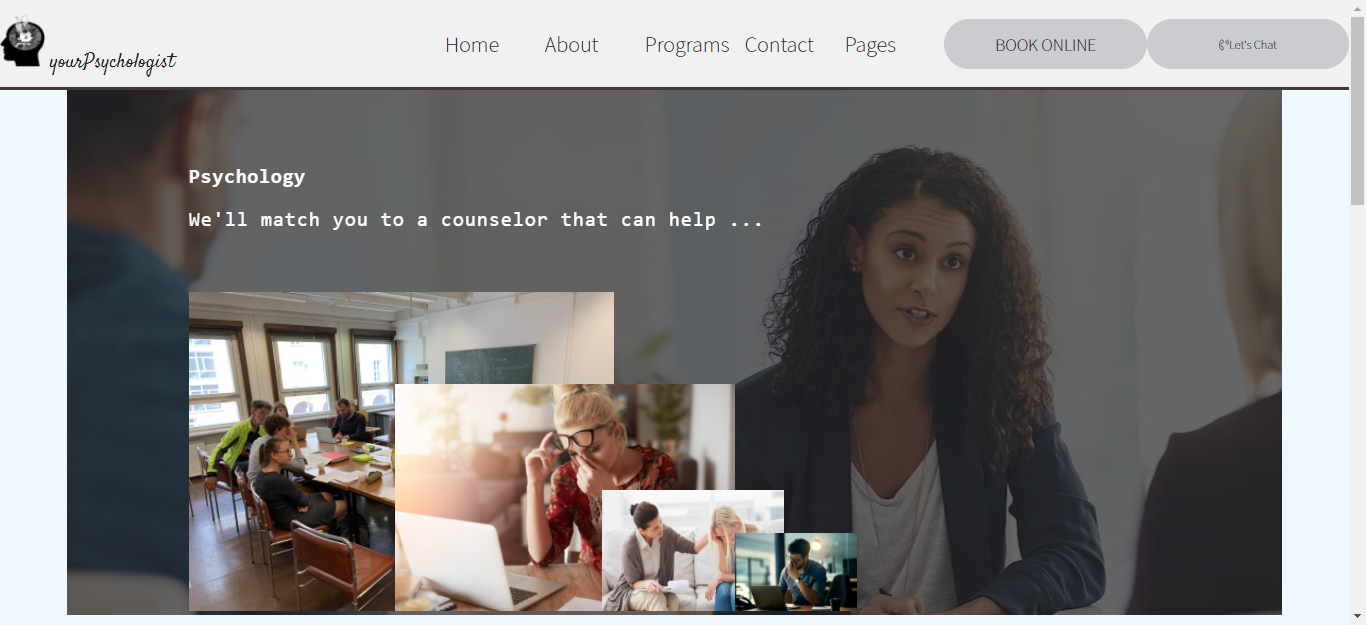 yourPsychologist
Home About Programs Contact Pages BOOK ONLINE Let's Chat
Psychology
We'll match you to a counselor that can help ...